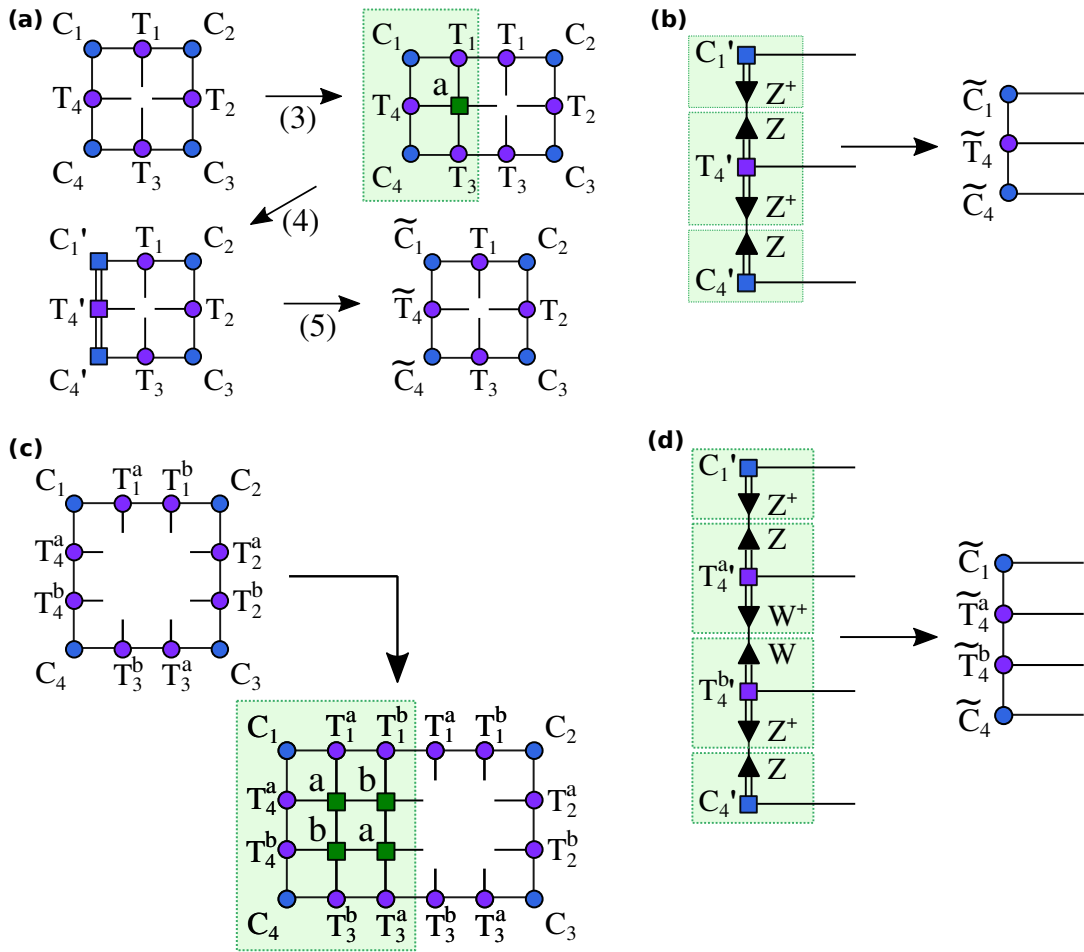 (a)
C₁ T₁ C₂
T₄ T₂
C₄ T₃ C₃
(3)
C₁ T₁ T₁ C₂
T₄ a T₂
C₄ T₃ T₃ C₃
(4)
C₁' T₁ C₂
T₄' T₂
C₄' T₃ C₃
(5)
C̃₁ T₁ C₂
T̃₄ T₂
C̃₄ T₃ C₃
(b)
C₁'
Z⁺
Z
T₄'
Z⁺
Z
C₄'
C̃₁
T̃₄
C̃₄
(c)
C₁ T₁ᵃ T₁ᵇ C₂
T₄ᵃ T₂ᵃ
T₄ᵇ T₂ᵇ
C₄ T₃ᵇ T₃ᵃ C₃
C₁ T₁ᵃ T₁ᵇ T₁ᵃ T₁ᵇ C₂
T₄ᵃ a b T₂ᵃ
T₄ᵇ b a T₂ᵇ
C₄ T₃ᵇ T₃ᵃ T₃ᵇ T₃ᵃ C₃
(d)
C₁'
Z⁺
Z
T₄ᵃ'
W⁺
W
T₄ᵇ'
Z⁺
Z
C₄'
C̃₁
T̃₄ᵃ
T̃₄ᵇ
C̃₄